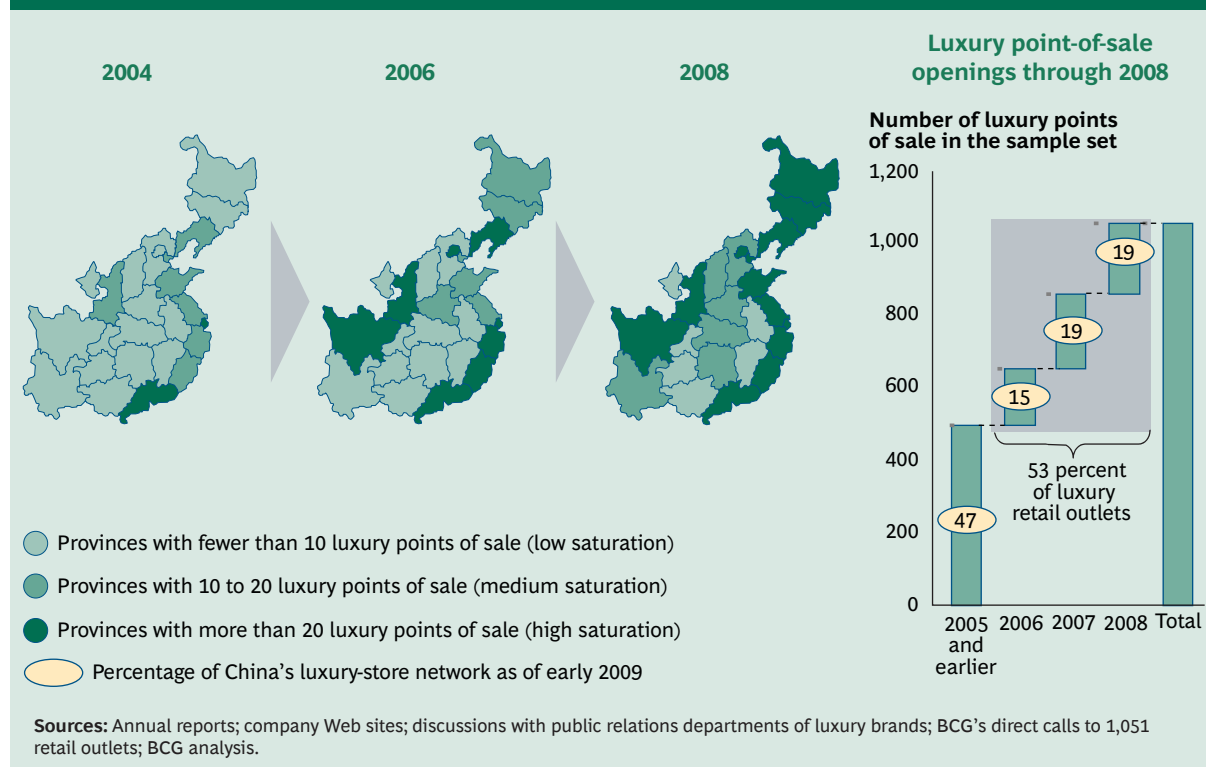 2004
2006
2008
Luxury point-of-sale
openings through 2008
Number of luxury points
of sale in the sample set
1,200
1,000
800
600
400
200
0
47
15
19
19
53 percent
of luxury
retail outlets
2005
and
earlier
2006
2007
2008
Total
Provinces with fewer than 10 luxury points of sale (low saturation)
Provinces with 10 to 20 luxury points of sale (medium saturation)
Provinces with more than 20 luxury points of sale (high saturation)
Percentage of China's luxury-store network as of early 2009
Sources: Annual reports; company Web sites; discussions with public relations departments of luxury brands; BCG's direct calls to 1,051
retail outlets; BCG analysis.